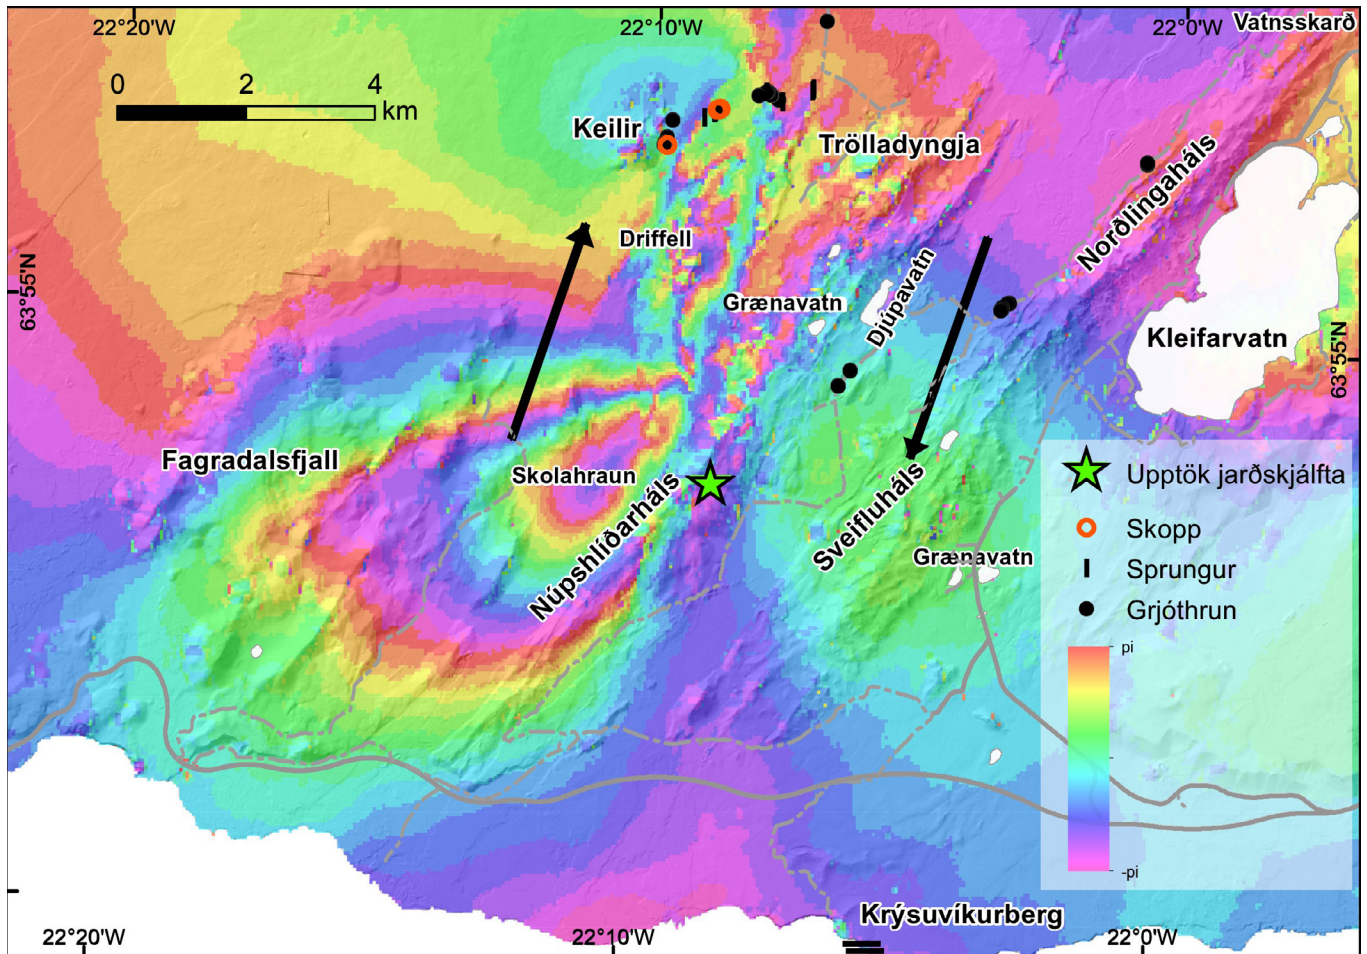 22°20'W
22°10'W
22°0'W
Vatnsskarð
0
2
4
km
Keilir
Trölladyngja
Norðlingaháls
Driffell
63°55'N
Grænavatn
Djúpavatn
Kleifarvatn
63°55'N
Fagradalsfjall
Skolahraun
Núpshlíðarháls
Sveifluháls
Grænavatn
Upptök jarðskjálfta
Skopp
Sprungur
Grjóthrun
pi
-pi
Krýsuvíkurberg
22°20'W
22°10'W
22°0'W